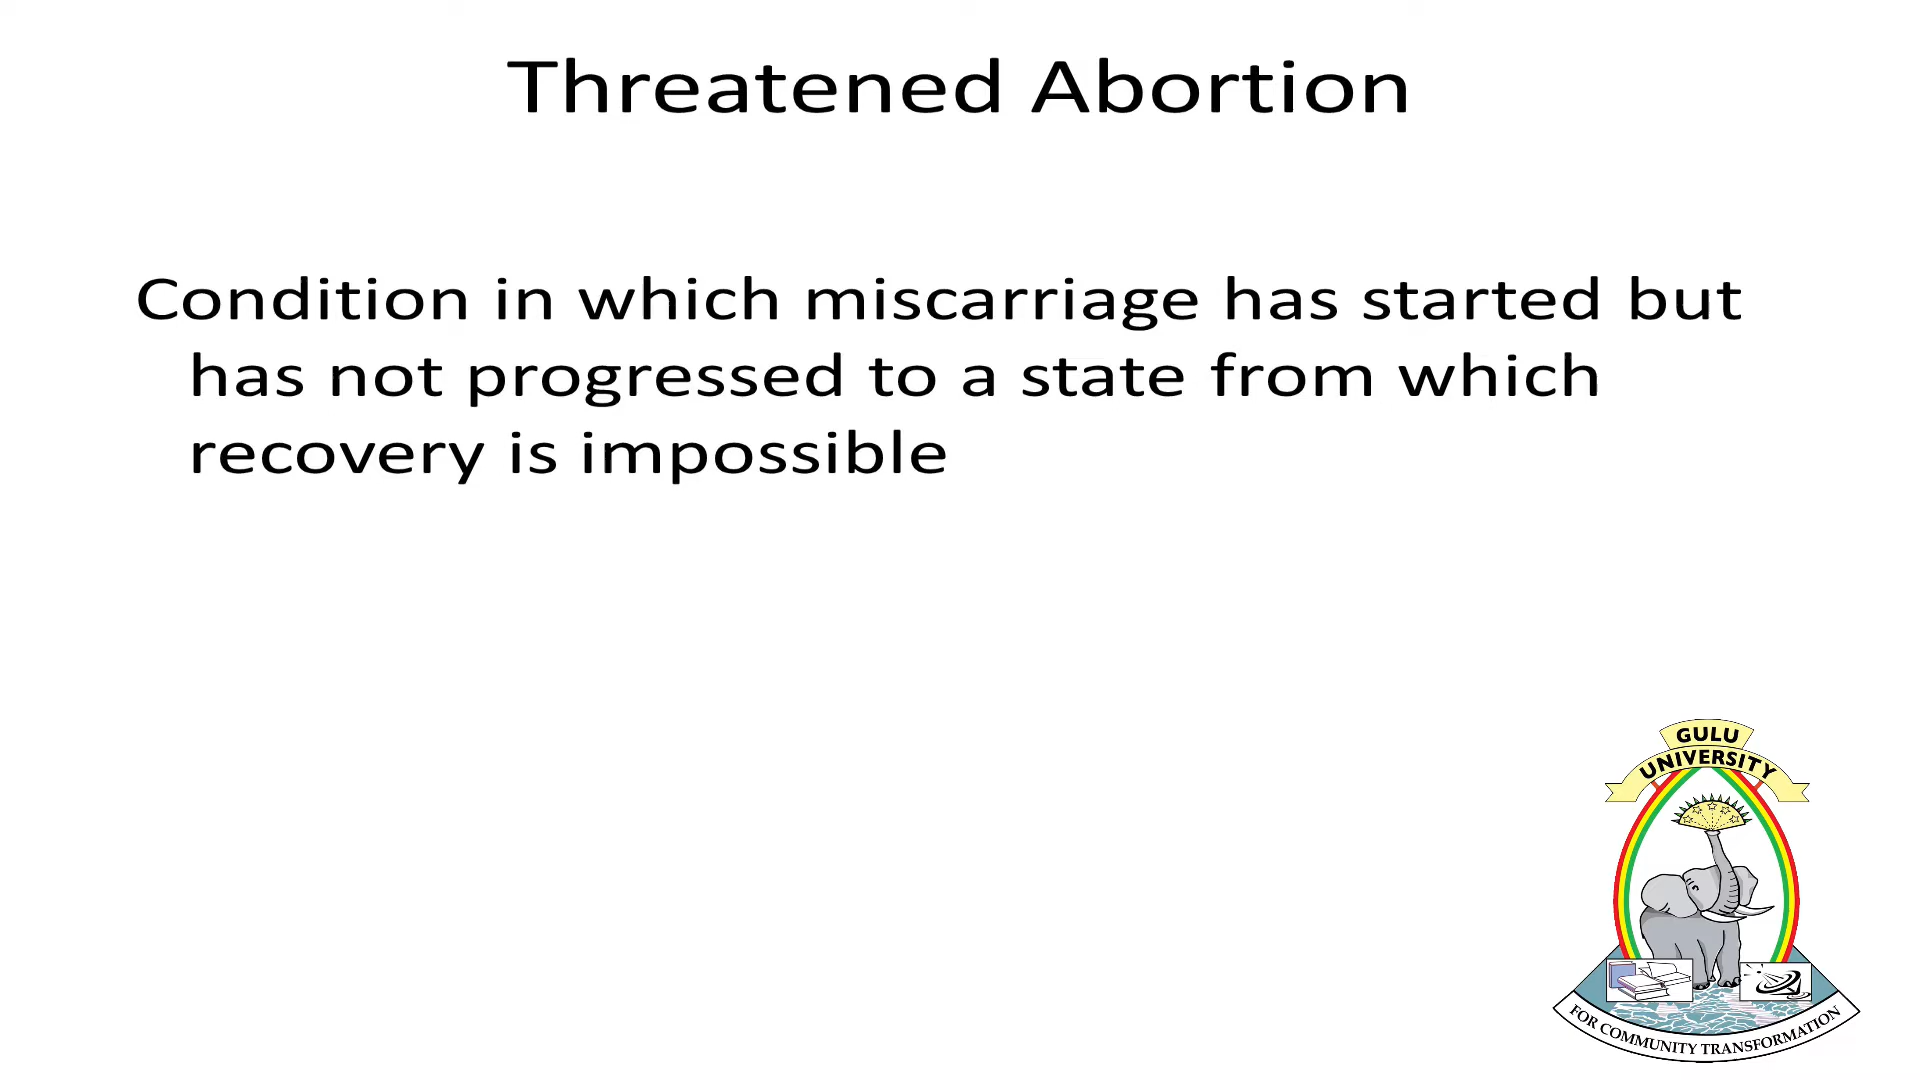 Threatened Abortion
Condition in which miscarriage has started but
has not progressed to a state from which
recovery is impossible
GULU
UNIVERSITY
FOR COMMUNITY TRANSFORMATION